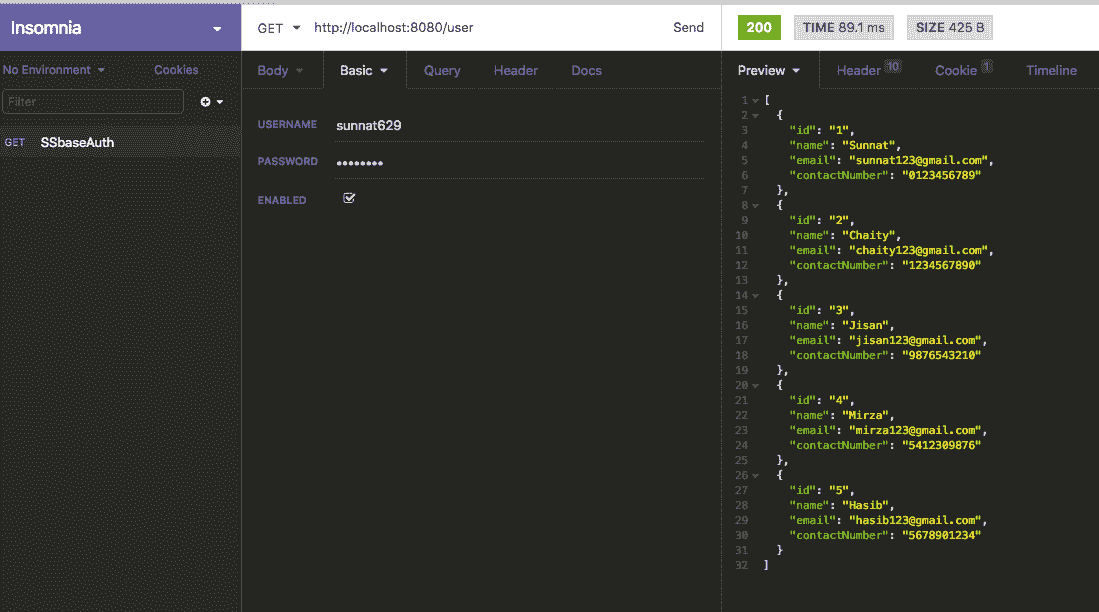 Insomnia
GET http://localhost:8080/user Send
200 TIME 89.1 ms SIZE 425 B
No Environment Cookies
Filter
GET SSbaseAuth
Body Basic Query Header Docs
USERNAME sunnat629
PASSWORD ••••••••
ENABLED
Preview Header 10 Cookie 1 Timeline
1 [
2 {
3 "id": "1",
4 "name": "Sunnat",
5 "email": "sunnat123@gmail.com",
6 "contactNumber": "0123456789"
7 },
8 {
9 "id": "2",
10 "name": "Chaity",
11 "email": "chaity123@gmail.com",
12 "contactNumber": "1234567890"
13 },
14 {
15 "id": "3",
16 "name": "Jisan",
17 "email": "jisan123@gmail.com",
18 "contactNumber": "9876543210"
19 },
20 {
21 "id": "4",
22 "name": "Mirza",
23 "email": "mirza123@gmail.com",
24 "contactNumber": "5412309876"
25 },
26 {
27 "id": "5",
28 "name": "Hasib",
29 "email": "hasib123@gmail.com",
30 "contactNumber": "5678901234"
31 }
32 ]